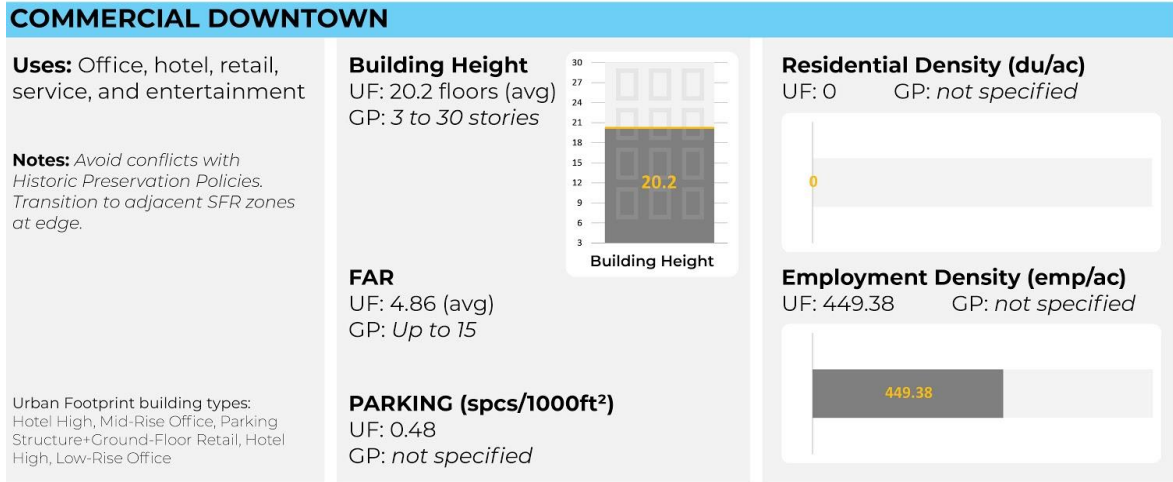 COMMERCIAL DOWNTOWN
Uses: Office, hotel, retail,
service, and entertainment
Notes: Avoid conflicts with
Historic Preservation Policies.
Transition to adjacent SFR zones
at edge.
Urban Footprint building types:
Hotel High, Mid-Rise Office, Parking
Structure+Ground-Floor Retail, Hotel
High, Low-Rise Office
Building Height
UF: 20.2 floors (avg)
GP: 3 to 30 stories
30
27
24
21
18
15
12
9
6
3
20.2
Building Height
FAR
UF: 4.86 (avg)
GP: Up to 15
PARKING (spcs/1000ft²)
UF: 0.48
GP: not specified
Residential Density (du/ac)
UF: 0 GP: not specified
0
Employment Density (emp/ac)
UF: 449.38 GP: not specified
449.38